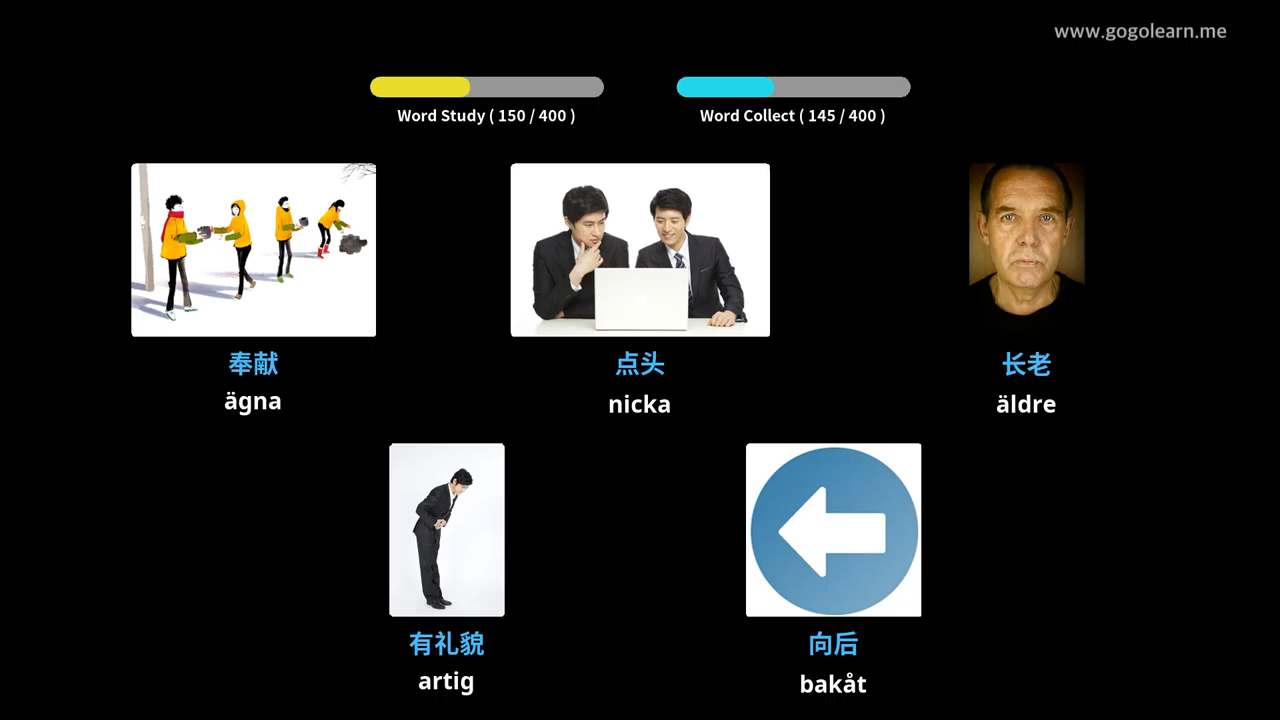 www.gogolearn.me
Word Study ( 150 / 400 )
Word Collect ( 145 / 400 )
奉献
ägna
点头
nicka
长老
äldre
有礼貌
artig
向后
bakåt